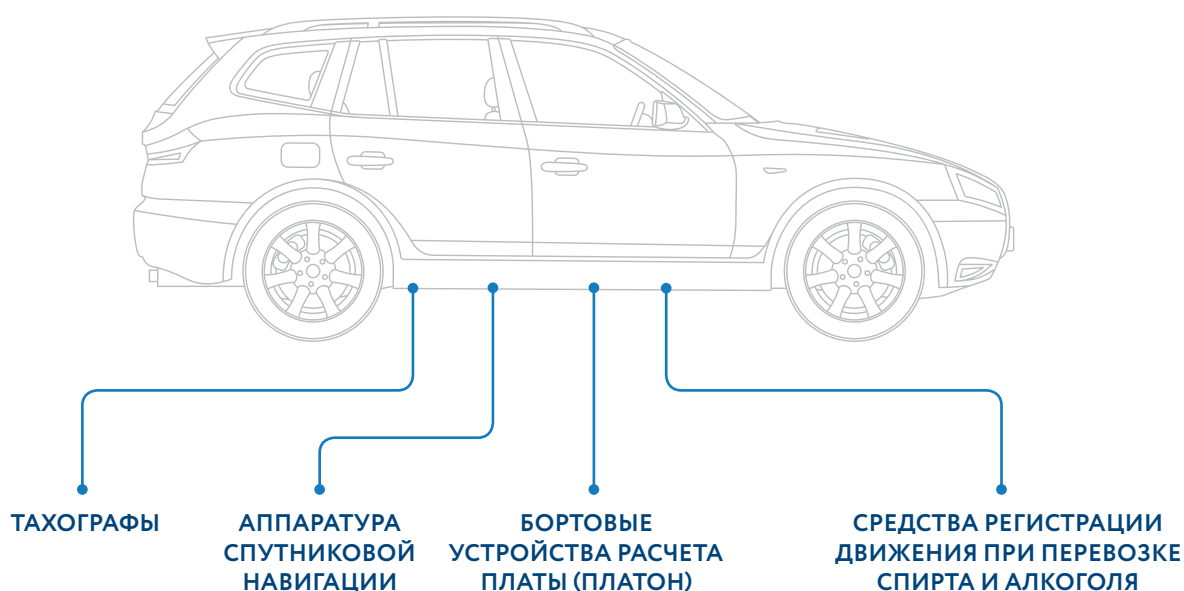 ТАХОГРАФЫ
АППАРАТУРА
СПУТНИКОВОЙ
НАВИГАЦИИ
БОРТОВЫЕ
УСТРОЙСТВА РАСЧЕТА
ПЛАТЫ (ПЛАТОН)
СРЕДСТВА РЕГИСТРАЦИИ
ДВИЖЕНИЯ ПРИ ПЕРЕВОЗКЕ
СПИРТА И АЛКОГОЛЯ